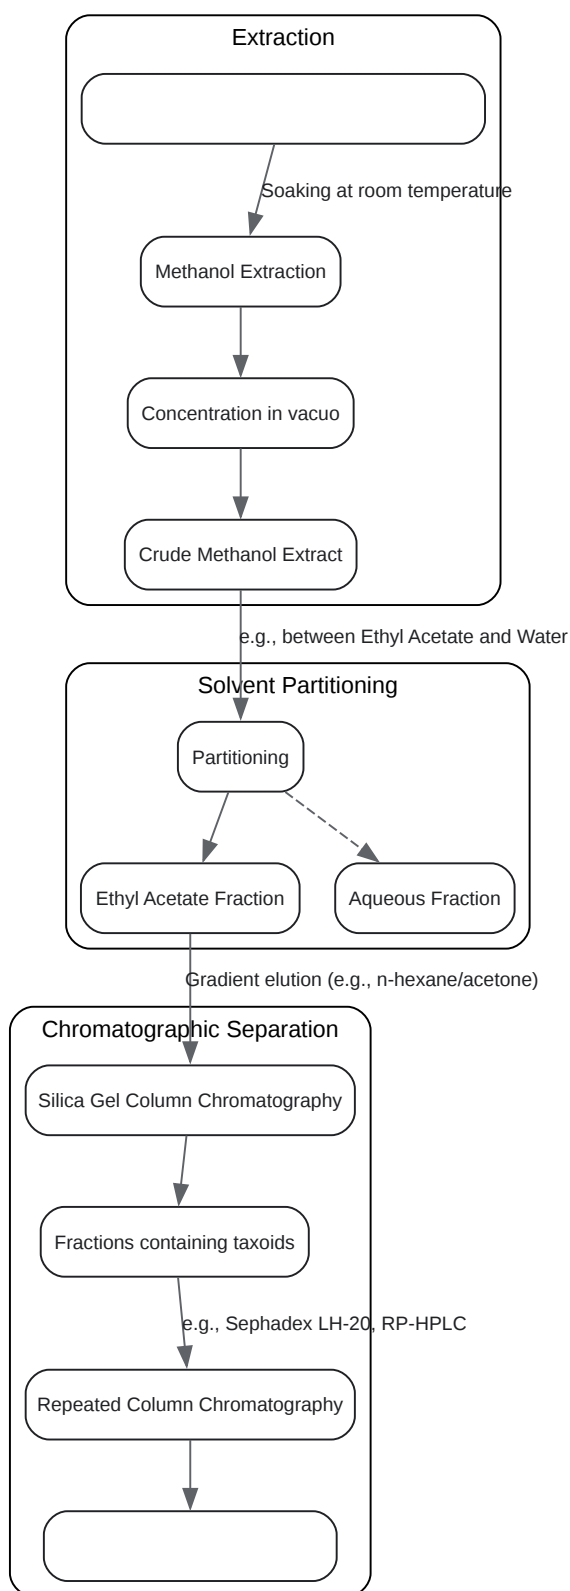 Extraction
Soaking at room temperature
Methanol Extraction
Concentration in vacuo
Crude Methanol Extract
e.g., between Ethyl Acetate and Water
Solvent Partitioning
Partitioning
Ethyl Acetate Fraction
Aqueous Fraction
Gradient elution (e.g., n-hexane/acetone)
Chromatographic Separation
Silica Gel Column Chromatography
Fractions containing taxoids
e.g., Sephadex LH-20, RP-HPLC
Repeated Column Chromatography